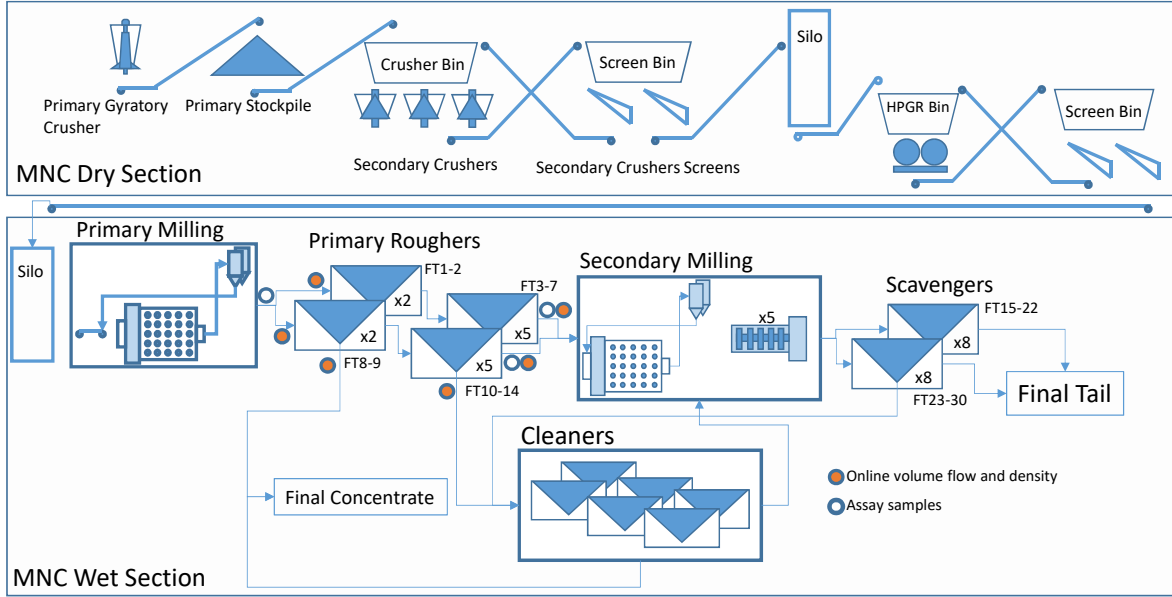 Silo
Crusher Bin
Screen Bin
HPGR Bin
Screen Bin
Primary Gyratory
Crusher
Primary Stockpile
Secondary Crushers
Secondary Crushers Screens
MNC Dry Section
Primary Milling
Silo
Primary Roughers
FT1-2
x2
x2
FT8-9
FT3-7
x5
x5
FT10-14
Secondary Milling
x5
Scavengers
FT15-22
x8
x8
FT23-30
Final Tail
Cleaners
Final Concentrate
Online volume flow and density
Assay samples
MNC Wet Section